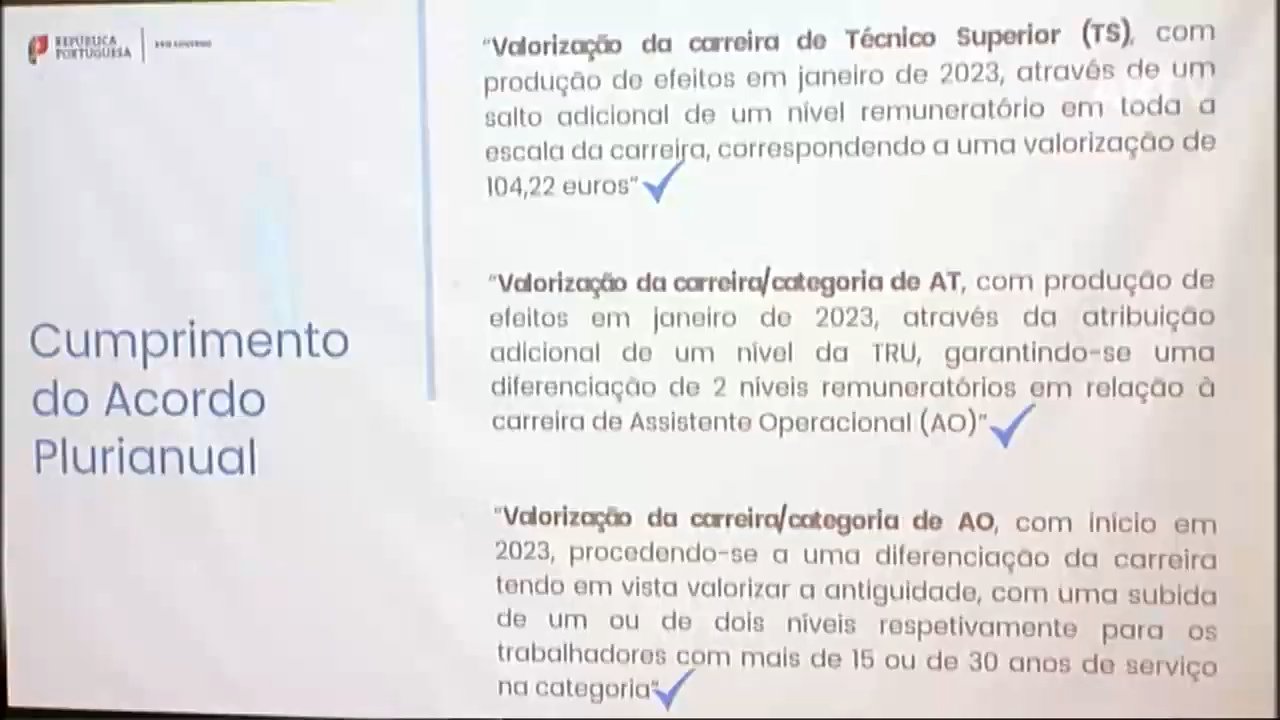 REPÚBLICA
PORTUGUESA
XXIII GOVERNO
Cumprimento
do Acordo
Plurianual
"Valorização da carreira de Técnico Superior (TS), com
produção de efeitos em janeiro de 2023, através de um
salto adicional de um nível remuneratório em toda a
escala da carreira, correspondendo a uma valorização de
104,22 euros"
"Valorização da carreira/categoria de AT, com produção de
efeitos em janeiro de 2023, através da atribuição
adicional de um nível da TRU, garantindo-se uma
diferenciação de 2 níveis remuneratórios em relação à
carreira de Assistente Operacional (AO)"
"Valorização da carreira/categoria de AO, com início em
2023, procedendo-se a uma diferenciação da carreira
tendo em vista valorizar a antiguidade, com uma subida
de um ou de dois níveis respetivamente para os
trabalhadores com mais de 15 ou de 30 anos de serviço
na categoria"